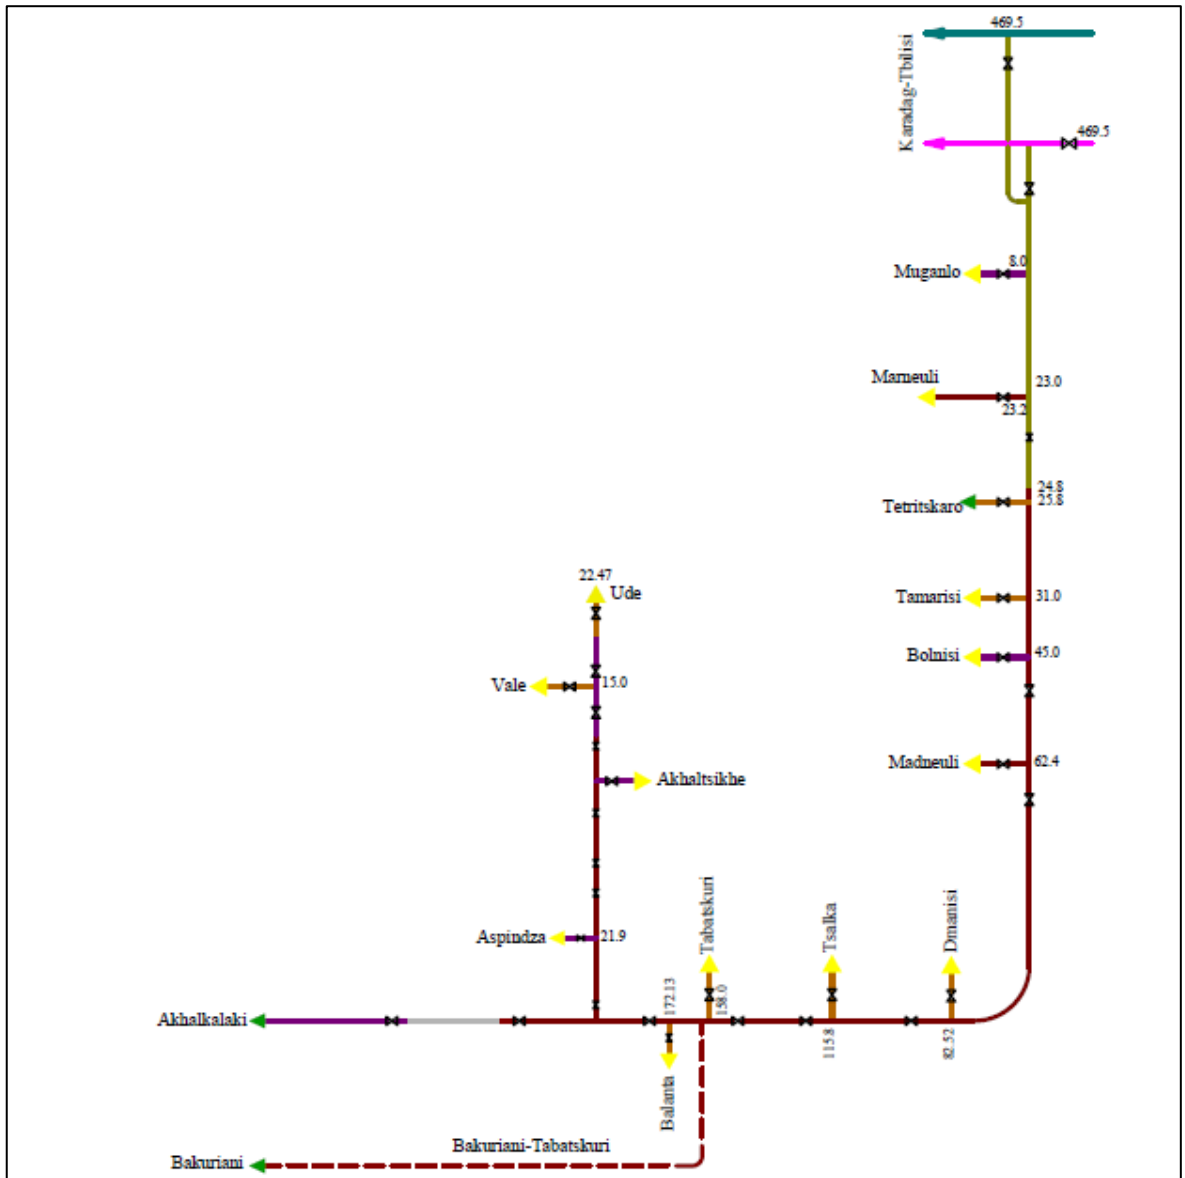 469.5
Karadag-Tbilisi
469.5
8.0
Muganlo
Marneuli
23.0
23.2
24.8
25.8
Tetritskaro
22.47
Ude
Tamarisi
31.0
Bolnisi
45.0
Vale
15.0
Madneuli
62.4
Akhaltsikhe
Tabatskuri
Tsalka
Dmanisi
Aspindza
21.9
172.13
158.0
Akhalkalaki
115.8
82.52
Balanta
Bakuriani-Tabatskuri
Bakuriani